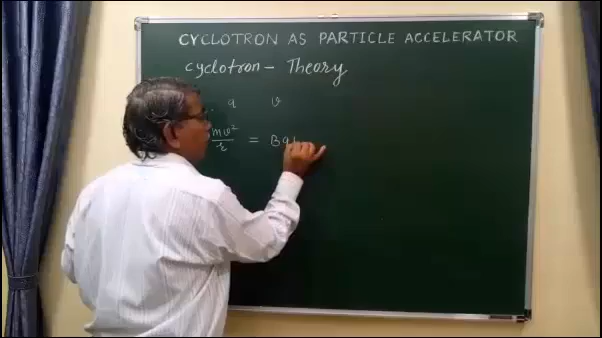 CYCLOTRON AS PARTICLE ACCELERATOR
Cyclotron – Theory
q v
mv²/r = Bq